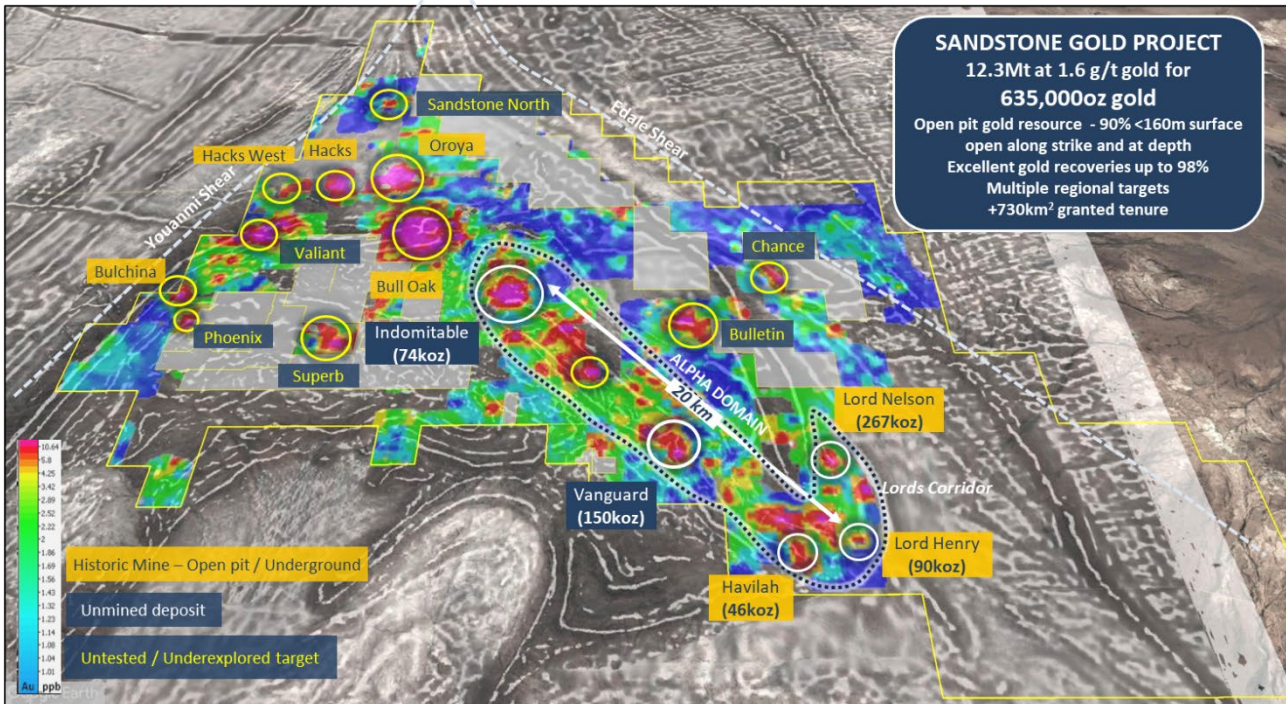 SANDSTONE GOLD PROJECT
12.3Mt at 1.6 g/t gold for
635,000oz gold
Open pit gold resource - 90% <160m surface
open along strike and at depth
Excellent gold recoveries up to 98%
Multiple regional targets
+730km² granted tenure
Sandstone North
Edale Shear
Hacks West
Hacks
Oroya
Youanmi Shear
Valiant
Chance
Bulchina
Bull Oak
Phoenix
Indomitable
(74koz)
Bulletin
Superb
ALPHA DOMAIN
20 km
Lord Nelson
(267koz)
Vanguard
(150koz)
Lords Corridor
Lord Henry
(90koz)
Havilah
(46koz)
10.64
5.8
4.25
3.42
2.89
2.52
2.22
2
1.86
1.69
1.56
1.43
1.32
1.23
1.14
1.08
1.04
1.01
Au ppb
Historic Mine – Open pit / Underground
Unmined deposit
Untested / Underexplored target
Google Earth